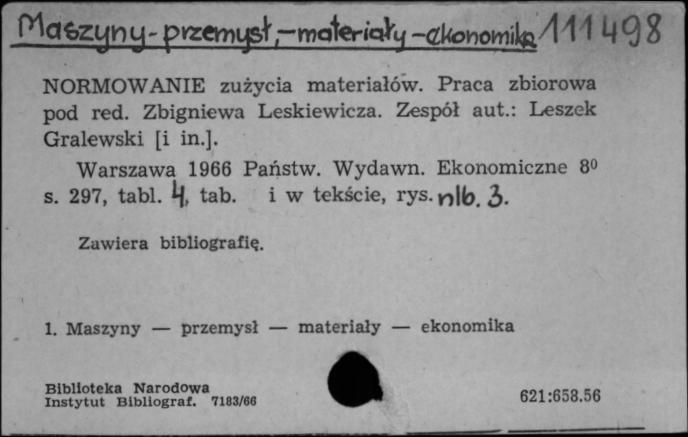 Maszyny-przemysł,-materiały-ekonomika 111498
NORMOWANIE zużycia materiałów. Praca zbiorowa
pod red. Zbigniewa Leskiewicza. Zespół aut.: Leszek
Gralewski [i in.].
Warszawa 1966 Państw. Wydawn. Ekonomiczne 8⁰
s. 297, tabl. 4, tab. i w tekście, rys. nlb. 3.
Zawiera bibliografię.
1. Maszyny — przemysł — materiały — ekonomika
Biblioteka Narodowa
Instytut Bibliograf. 7183/66
621:658.56